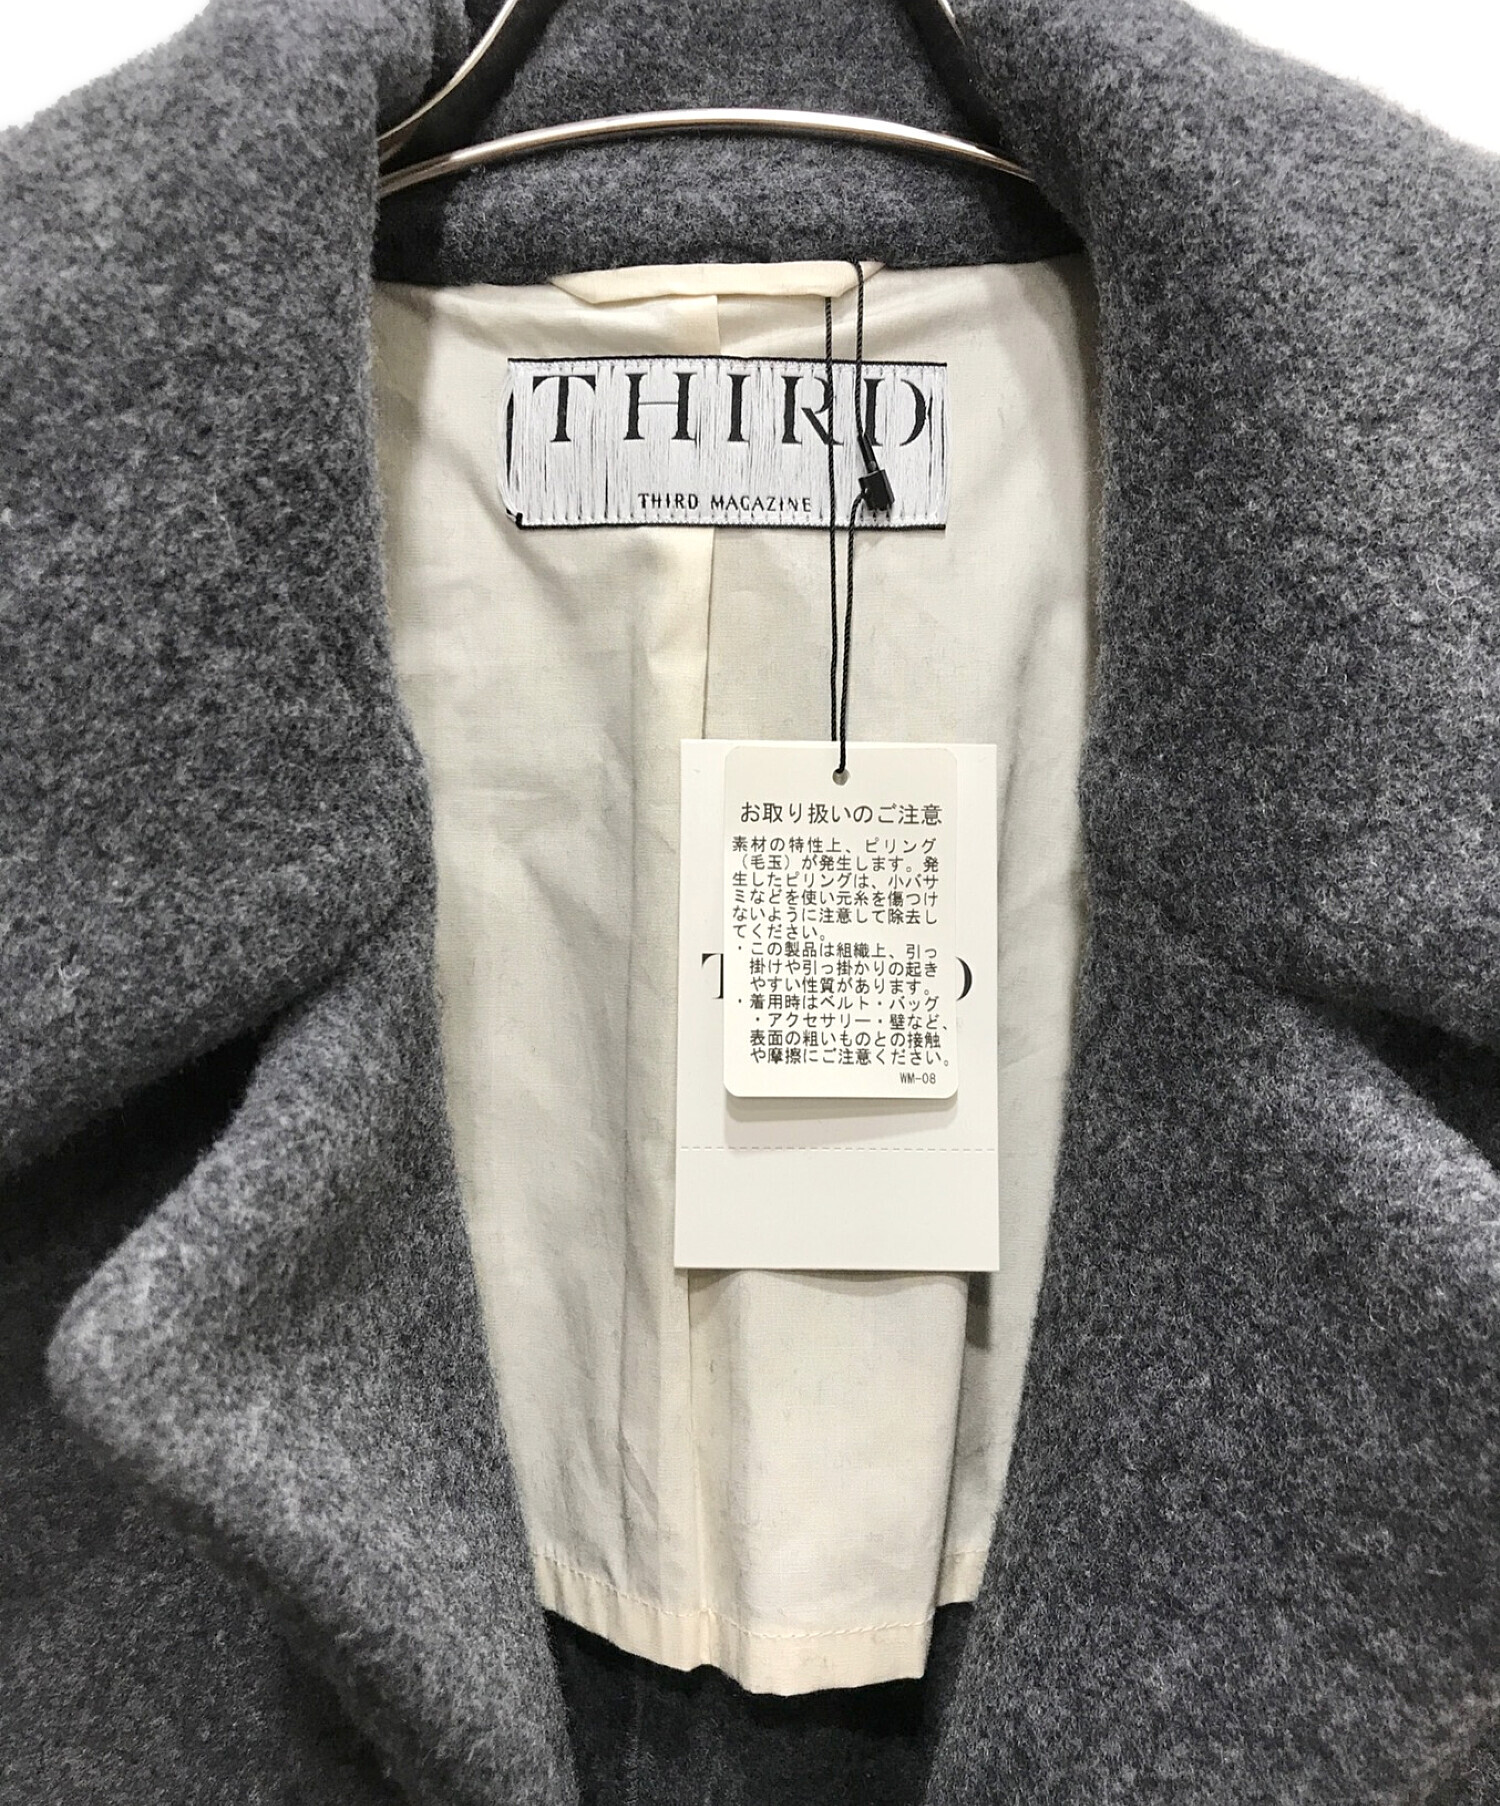 THIRD
THIRD MAGAZINE
お取り扱いのご注意
素材の特性上、ピリング
（毛玉）が発生します。発
生したピリングは、小バサ
ミなどを使い元糸を傷つけ
ないように注意して除去し
てください。
・この製品は組織上、引っ
掛けや引っ掛かりの起き
やすい性質があります。
・着用時はベルト・バッグ
・アクセサリー・壁など、
表面の粗いものとの接触
や摩擦にご注意ください。
WM-08